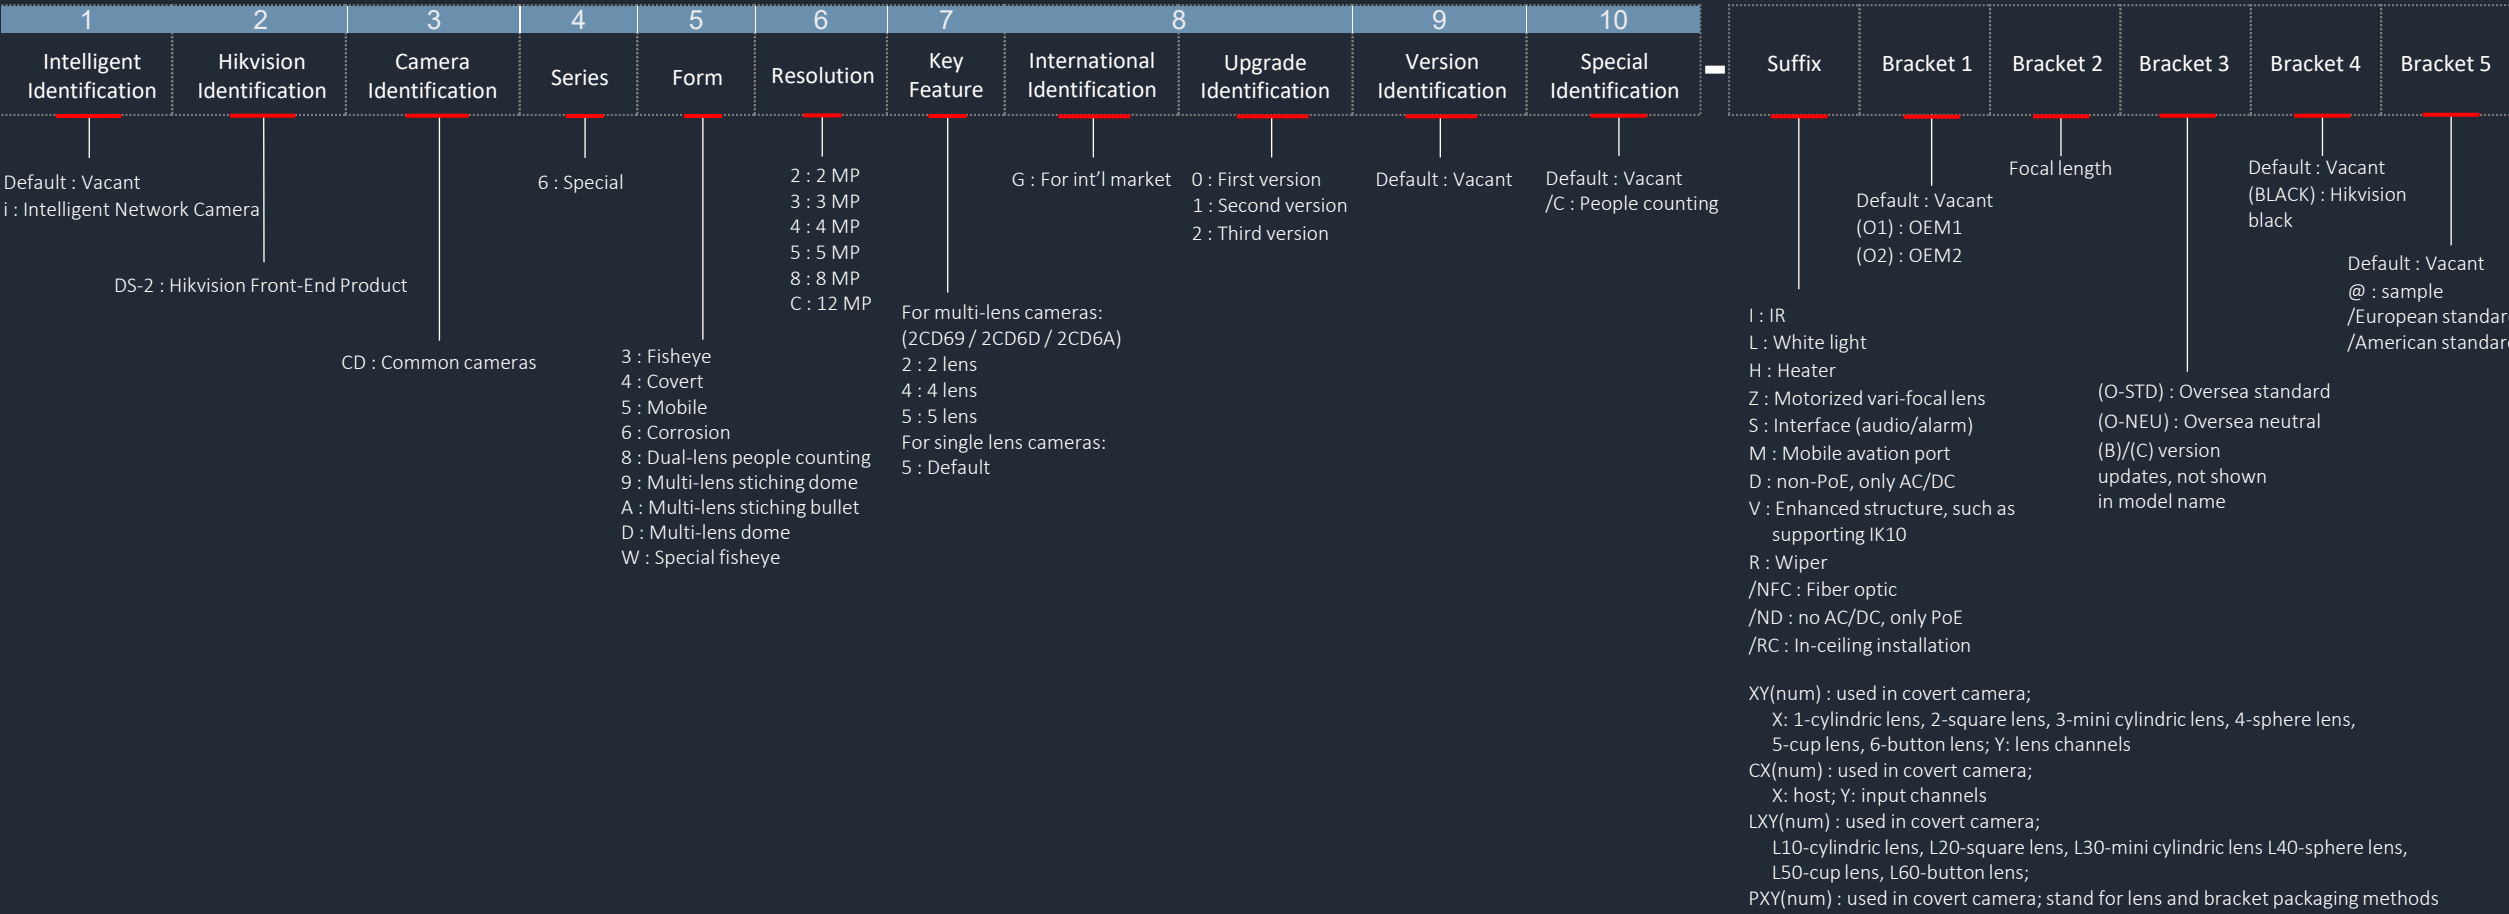 1 2 3 4 5 6 7 8 9 10
Intelligent Identification
Hikvision Identification
Camera Identification
Series
Form
Resolution
Key Feature
International Identification
Upgrade Identification
Version Identification
Special Identification
-
Suffix
Bracket 1
Bracket 2
Bracket 3
Bracket 4
Bracket 5
Default : Vacant
i : Intelligent Network Camera
DS-2 : Hikvision Front-End Product
CD : Common cameras
6 : Special
3 : Fisheye
4 : Covert
5 : Mobile
6 : Corrosion
8 : Dual-lens people counting
9 : Multi-lens stiching dome
A : Multi-lens stiching bullet
D : Multi-lens dome
W : Special fisheye
2 : 2 MP
3 : 3 MP
4 : 4 MP
5 : 5 MP
8 : 8 MP
C : 12 MP
For multi-lens cameras:
(2CD69 / 2CD6D / 2CD6A)
2 : 2 lens
4 : 4 lens
5 : 5 lens
For single lens cameras:
5 : Default
G : For int'l market
0 : First version
1 : Second version
2 : Third version
Default : Vacant
Default : Vacant
/C : People counting
I : IR
L : White light
H : Heater
Z : Motorized vari-focal lens
S : Interface (audio/alarm)
M : Mobile avation port
D : non-PoE, only AC/DC
V : Enhanced structure, such as
supporting IK10
R : Wiper
/NFC : Fiber optic
/ND : no AC/DC, only PoE
/RC : In-ceiling installation
XY(num) : used in covert camera;
X: 1-cylindric lens, 2-square lens, 3-mini cylindric lens, 4-sphere lens,
5-cup lens, 6-button lens; Y: lens channels
CX(num) : used in covert camera;
X: host; Y: input channels
LXY(num) : used in covert camera;
L10-cylindric lens, L20-square lens, L30-mini cylindric lens L40-sphere lens,
L50-cup lens, L60-button lens;
PXY(num) : used in covert camera; stand for lens and bracket packaging methods
Default : Vacant
(O1) : OEM1
(O2) : OEM2
Focal length
(O-STD) : Oversea standard
(O-NEU) : Oversea neutral
(B)/(C) version
updates, not shown
in model name
Default : Vacant
(BLACK) : Hikvision
black
Default : Vacant
@ : sample
/European
/American